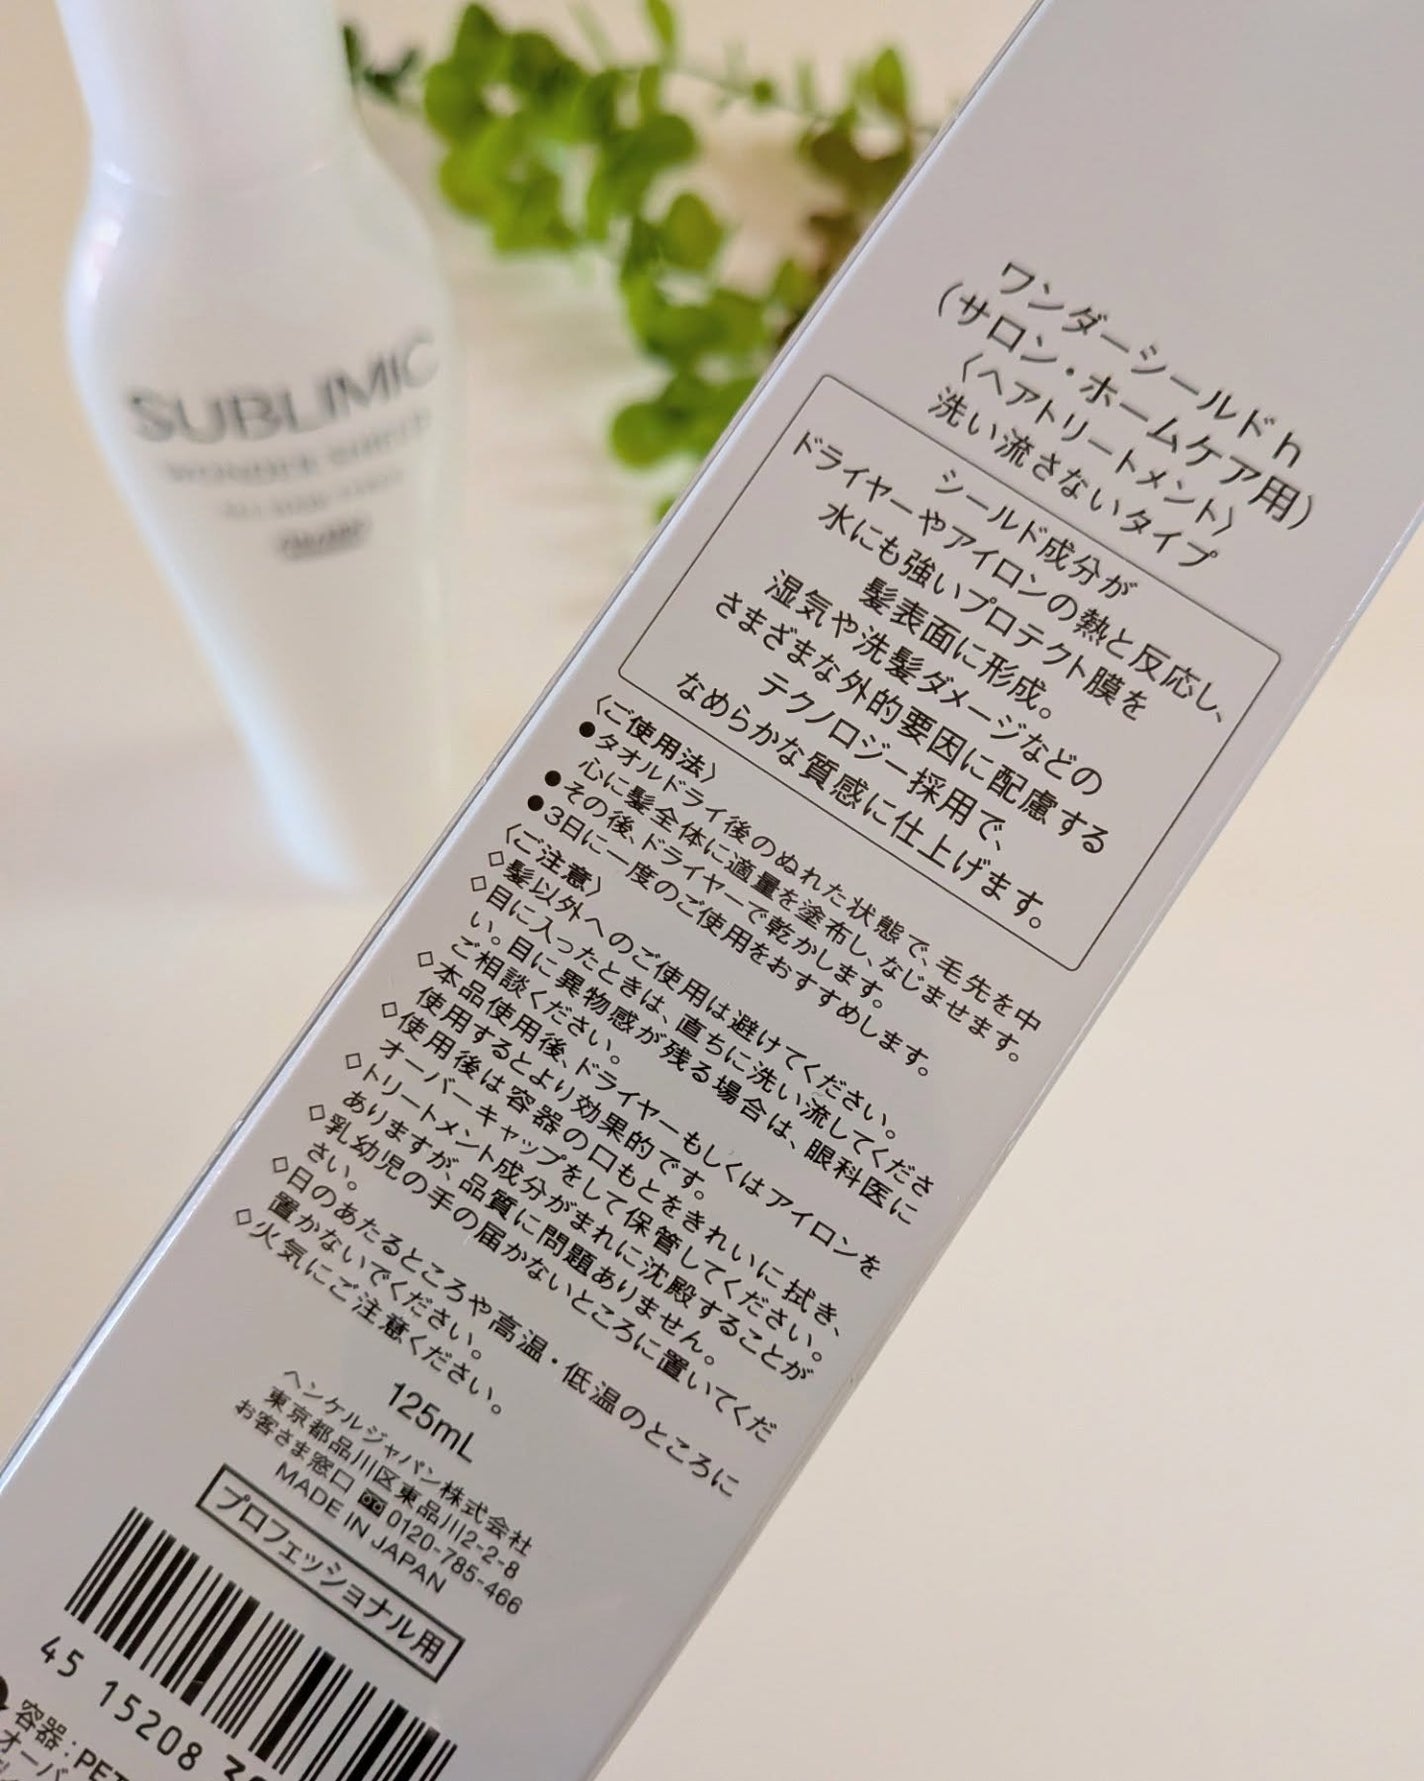 SUBLIMIC
WONDER SHIELD
ワンダーシールドh
(サロン・ホームケア用)
〈ヘアトリートメント〉
洗い流さないタイプ
シールド成分が
ドライヤーやアイロンの熱と反応し、
水にも強いプロテクト膜を
髪表面に形成。
湿気や洗髪ダメージなどの
さまざまな外的要因に配慮する
テクノロジー採用で、
なめらかな質感に仕上げます。
〈ご使用法〉
●タオルドライ後のぬれた状態で、毛先を中
心に髪全体に適量を塗布し、なじませます。
●その後、ドライヤーで乾かします。
●3日に一度のご使用をおすすめします。
〈ご注意〉
◇髪以外へのご使用は避けてください。
◇目に入ったときは、直ちに洗い流してくださ
い。目に異物感が残る場合は、眼科医に
ご相談ください。
◇本品使用後、ドライヤーもしくはアイロンを
使用するとより効果的です。
◇使用後は容器の口もとをきれいに拭き、
オーバーキャップをして保管してください。
◇トリートメント成分がまれに沈殿することが
ありますが、品質に問題ありません。
◇乳幼児の手の届かないところに置いてくだ
さい。
◇日のあたるところや高温・低温のところに
置かないでください。
◇火気にご注意ください。
125mL
ヘンケルジャパン株式会社
東京都品川区東品川2-2-8
お客さま窓口 0120-785-466
MADE IN JAPAN
プロフェッショナル用
45 15208
容器:PET
オーバ